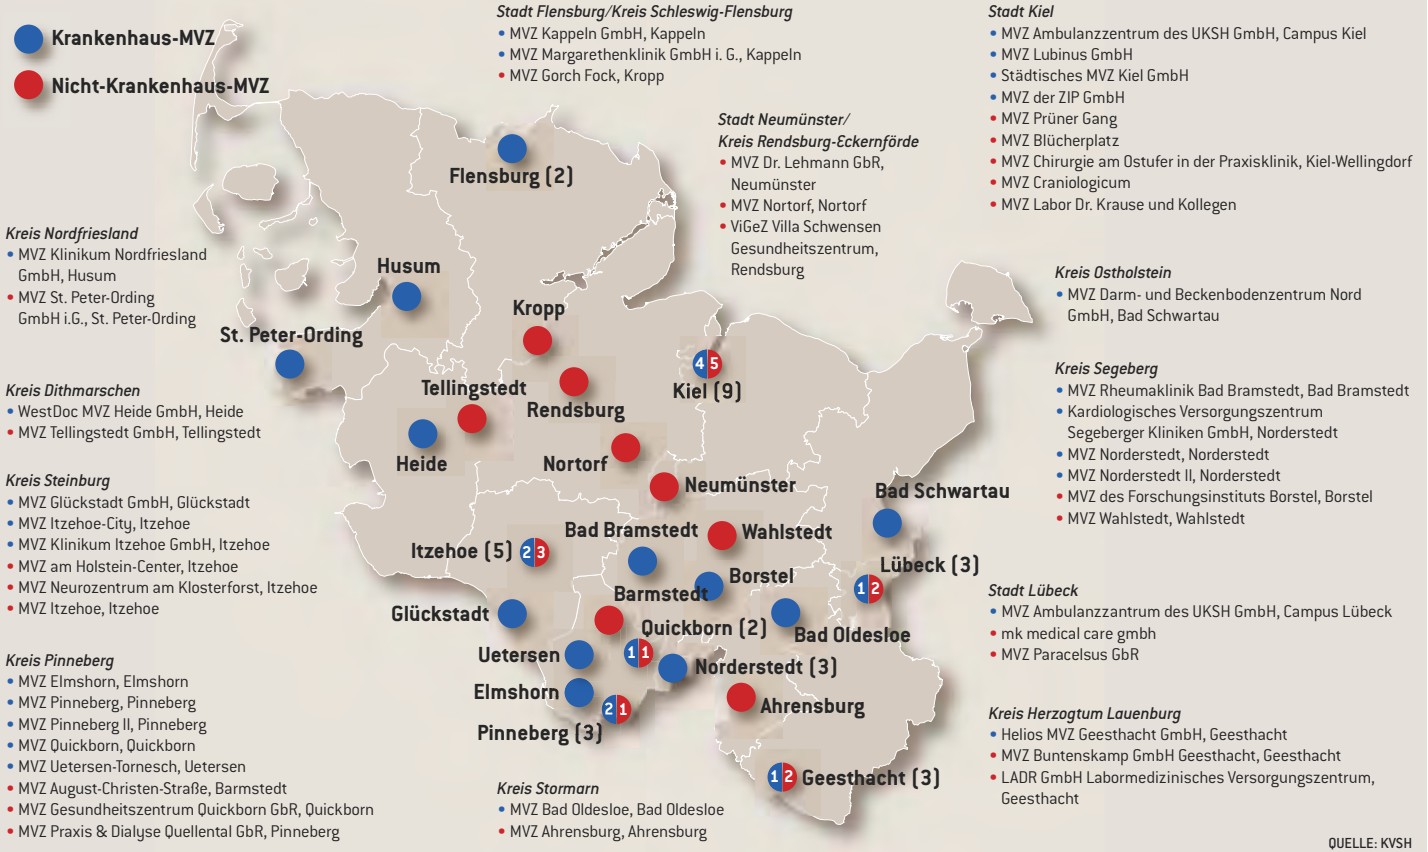 Krankenhaus-MVZ
Nicht-Krankenhaus-MVZ
Stadt Flensburg/Kreis Schleswig-Flensburg
• MVZ Kappeln GmbH, Kappeln
• MVZ Margarethenklinik GmbH i. G., Kappeln
• MVZ Gorch Fock, Kropp
Stadt Neumünster/
Kreis Rendsburg-Eckernförde
• MVZ Dr. Lehmann GbR,
Neumünster
• MVZ Nortorf, Nortorf
• ViGeZ Villa Schwensen
Gesundheitszentrum,
Rendsburg
Stadt Kiel
• MVZ Ambulanzzentrum des UKSH GmbH, Campus Kiel
• MVZ Lubinus GmbH
• Städtisches MVZ Kiel GmbH
• MVZ der ZIP GmbH
• MVZ Prüner Gang
• MVZ Blücherplatz
• MVZ Chirurgie am Ostufer in der Praxisklinik, Kiel-Wellingdorf
• MVZ Craniologicum
• MVZ Labor Dr. Krause und Kollegen
Kreis Nordfriesland
• MVZ Klinikum Nordfriesland
GmbH, Husum
• MVZ St. Peter-Ording
GmbH i.G., St. Peter-Ording
Kreis Dithmarschen
• WestDoc MVZ Heide GmbH, Heide
• MVZ Tellingstedt GmbH, Tellingstedt
Kreis Steinburg
• MVZ Glückstadt GmbH, Glückstadt
• MVZ Itzehoe-City, Itzehoe
• MVZ Klinikum Itzehoe GmbH, Itzehoe
• MVZ am Holstein-Center, Itzehoe
• MVZ Neurozentrum am Klosterforst, Itzehoe
• MVZ Itzehoe, Itzehoe
Kreis Pinneberg
• MVZ Elmshorn, Elmshorn
• MVZ Pinneberg, Pinneberg
• MVZ Pinneberg II, Pinneberg
• MVZ Quickborn, Quickborn
• MVZ Uetersen-Tornesch, Uetersen
• MVZ August-Christen-Straße, Barmstedt
• MVZ Gesundheitszentrum Quickborn GbR, Quickborn
• MVZ Praxis & Dialyse Quellental GbR, Pinneberg
Flensburg (2)
Husum
St. Peter-Ording
Kropp
Tellingstedt
Rendsburg
4 5
Kiel (9)
Heide
Nortorf
Neumünster
Bad Schwartau
Bad Bramstedt
Wahlstedt
Itzehoe (5) 2 3
Borstel
Lübeck (3)
1 2
Barmstedt
Glückstadt
Quickborn (2)
Bad Oldesloe
Uetersen
1 1
Norderstedt (3)
Elmshorn
2 1
Ahrensburg
Pinneberg (3)
1 2 Geesthacht (3)
Kreis Stormarn
• MVZ Bad Oldesloe, Bad Oldesloe
• MVZ Ahrensburg, Ahrensburg
Kreis Ostholstein
• MVZ Darm- und Beckenbodenzentrum Nord
GmbH, Bad Schwartau
Kreis Segeberg
• MVZ Rheumaklinik Bad Bramstedt, Bad Bramstedt
• Kardiologisches Versorgungszentrum
Segeberger Kliniken GmbH, Norderstedt
• MVZ Norderstedt, Norderstedt
• MVZ Norderstedt II, Norderstedt
• MVZ des Forschungsinstituts Borstel, Borstel
• MVZ Wahlstedt, Wahlstedt
Stadt Lübeck
• MVZ Ambulanzzantrum des UKSH GmbH, Campus Lübeck
• mk medical care gmbh
• MVZ Paracelsus GbR
Kreis Herzogtum Lauenburg
• Helios MVZ Geesthacht GmbH, Geesthacht
• MVZ Buntenskamp GmbH Geesthacht, Geesthacht
• LADR GmbH Labormedizinisches Versorgungszentrum,
Geesthacht
QUELLE: KVSH